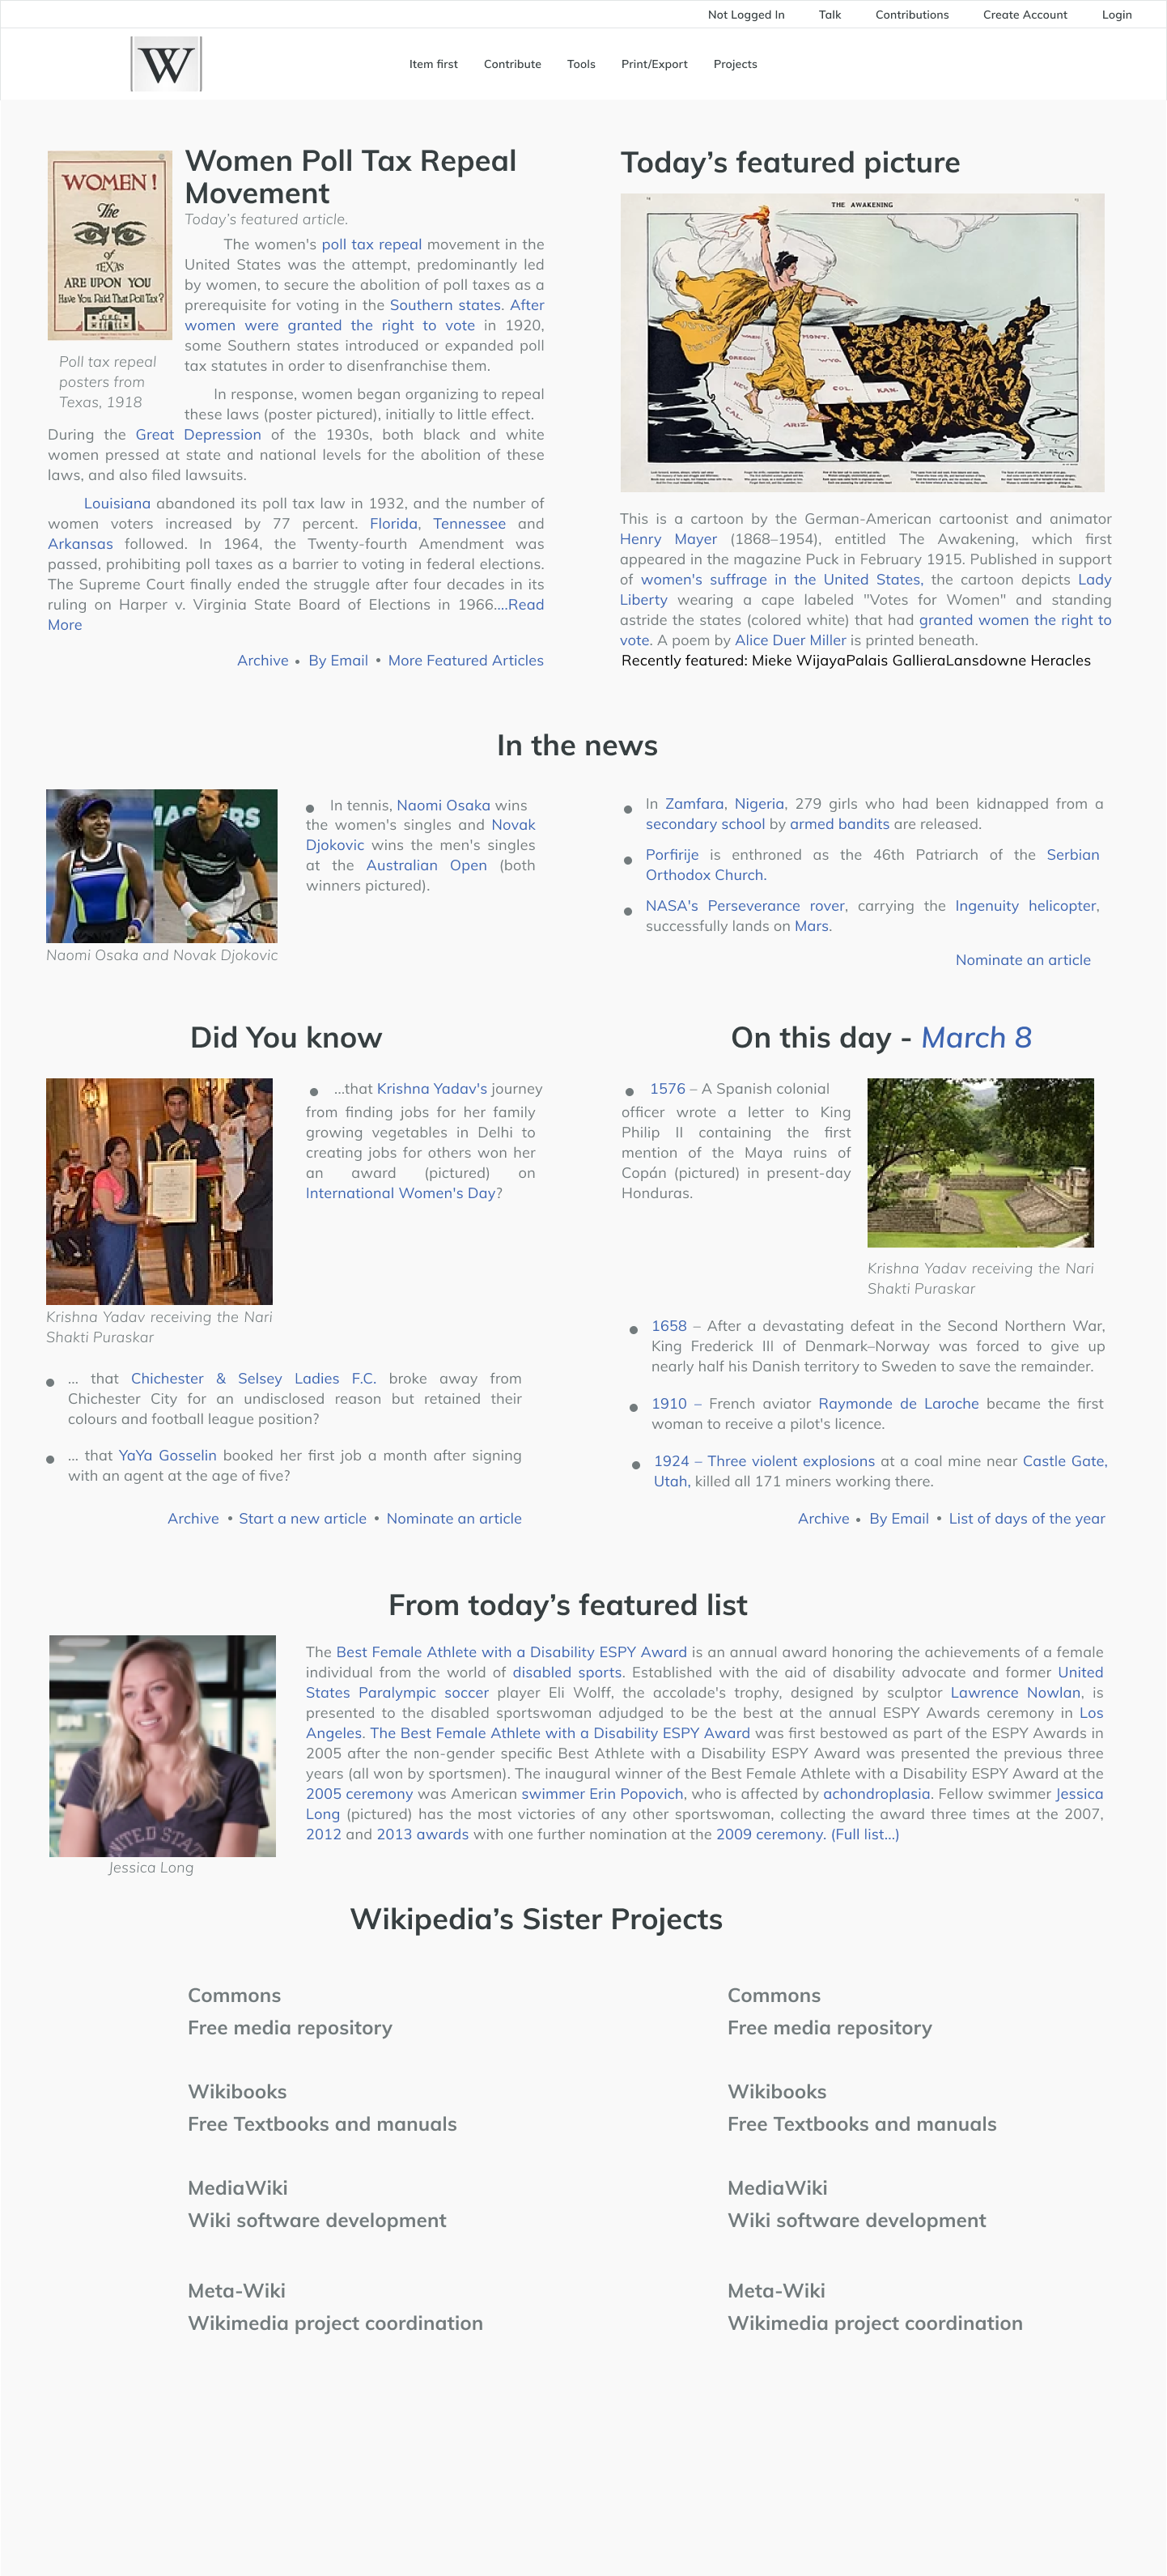 Not Logged In Talk Contributions Create Account Login
W
Item first Contribute Tools Print/Export Projects
WOMEN!
The
of
TEXAS
ARE UPON YOU
Have You Paid That Poll Tax?
Poll tax repeal
posters from
Texas, 1918
Women Poll Tax Repeal
Movement
Today's featured article.
The women's poll tax repeal movement in the
United States was the attempt, predominantly led
by women, to secure the abolition of poll taxes as a
prerequisite for voting in the Southern states. After
women were granted the right to vote in 1920,
some Southern states introduced or expanded poll
tax statutes in order to disenfranchise them.
In response, women began organizing to repeal
these laws (poster pictured), initially to little effect.
During the Great Depression of the 1930s, both black and white
women pressed at state and national levels for the abolition of these
laws, and also filed lawsuits.
Louisiana abandoned its poll tax law in 1932, and the number of
women voters increased by 77 percent. Florida, Tennessee and
Arkansas followed. In 1964, the Twenty-fourth Amendment was
passed, prohibiting poll taxes as a barrier to voting in federal elections.
The Supreme Court finally ended the struggle after four decades in its
ruling on Harper v. Virginia State Board of Elections in 1966....Read
More
Archive • By Email • More Featured Articles
Today's featured picture
THE AWAKENING
VOTES FOR WOMEN
OREGON
MONT.
WYO.
NEV.
COL.
KAN.
CAL.
ARIZ.
This is a cartoon by the German-American cartoonist and animator
Henry Mayer (1868–1954), entitled The Awakening, which first
appeared in the magazine Puck in February 1915. Published in support
of women's suffrage in the United States, the cartoon depicts Lady
Liberty wearing a cape labeled "Votes for Women" and standing
astride the states (colored white) that had granted women the right to
vote. A poem by Alice Duer Miller is printed beneath.
Recently featured: Mieke WijayaPalais GallieraLansdowne Heracles
In the news
MASTERS
Naomi Osaka and Novak Djokovic
• In tennis, Naomi Osaka wins
the women's singles and Novak
Djokovic wins the men's singles
at the Australian Open (both
winners pictured).
• In Zamfara, Nigeria, 279 girls who had been kidnapped from a
secondary school by armed bandits are released.
• Porfirije is enthroned as the 46th Patriarch of the Serbian
Orthodox Church.
• NASA's Perseverance rover, carrying the Ingenuity helicopter,
successfully lands on Mars.
Nominate an article
Did You know
• ...that Krishna Yadav's journey
from finding jobs for her family
growing vegetables in Delhi to
creating jobs for others won her
an award (pictured) on
International Women's Day?
Krishna Yadav receiving the Nari
Shakti Puraskar
• ... that Chichester & Selsey Ladies F.C. broke away from
Chichester City for an undisclosed reason but retained their
colours and football league position?
• ... that YaYa Gosselin booked her first job a month after signing
with an agent at the age of five?
Archive • Start a new article • Nominate an article
On this day - March 8
• 1576 – A Spanish colonial
officer wrote a letter to King
Philip II containing the first
mention of the Maya ruins of
Copán (pictured) in present-day
Honduras.
Krishna Yadav receiving the Nari
Shakti Puraskar
• 1658 – After a devastating defeat in the Second Northern War,
King Frederick III of Denmark–Norway was forced to give up
nearly half his Danish territory to Sweden to save the remainder.
• 1910 – French aviator Raymonde de Laroche became the first
woman to receive a pilot's licence.
• 1924 – Three violent explosions at a coal mine near Castle Gate,
Utah, killed all 171 miners working there.
Archive • By Email • List of days of the year
From today's featured list
UNITED STATES
Jessica Long
The Best Female Athlete with a Disability ESPY Award is an annual award honoring the achievements of a female
individual from the world of disabled sports. Established with the aid of disability advocate and former United
States Paralympic soccer player Eli Wolff, the accolade's trophy, designed by sculptor Lawrence Nowlan, is
presented to the disabled sportswoman adjudged to be the best at the annual ESPY Awards ceremony in Los
Angeles. The Best Female Athlete with a Disability ESPY Award was first bestowed as part of the ESPY Awards in
2005 after the non-gender specific Best Athlete with a Disability ESPY Award was presented the previous three
years (all won by sportsmen). The inaugural winner of the Best Female Athlete with a Disability ESPY Award at the
2005 ceremony was American swimmer Erin Popovich, who is affected by achondroplasia. Fellow swimmer Jessica
Long (pictured) has the most victories of any other sportswoman, collecting the award three times at the 2007,
2012 and 2013 awards with one further nomination at the 2009 ceremony. (Full list...)
Wikipedia's Sister Projects
Commons
Free media repository
Wikibooks
Free Textbooks and manuals
MediaWiki
Wiki software development
Meta-Wiki
Wikimedia project coordination
Commons
Free media repository
Wikibooks
Free Textbooks and manuals
MediaWiki
Wiki software development
Meta-Wiki
Wikimedia project coordination